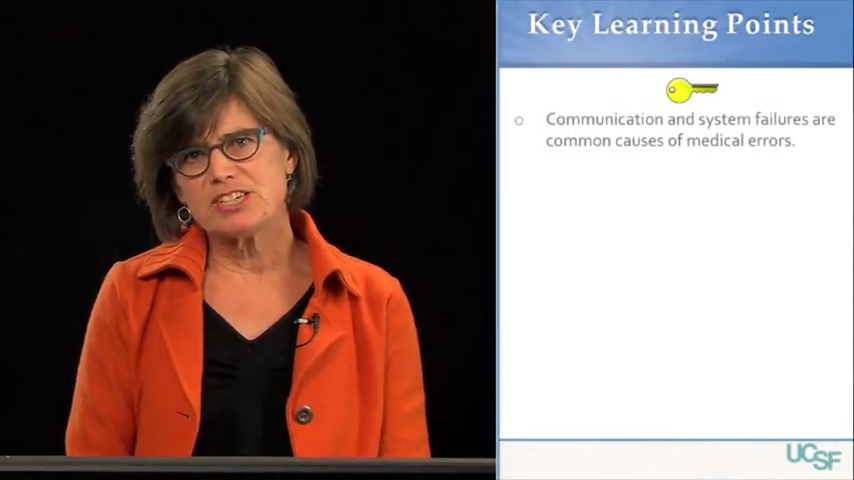 Key Learning Points
Communication and system failures are
common causes of medical errors.
UCSF